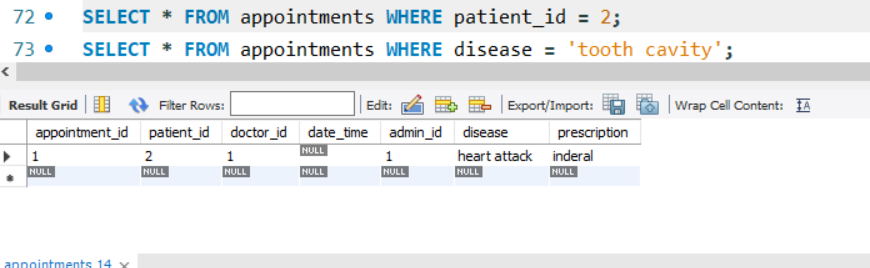 72 SELECT * FROM appointments WHERE patient_id = 2;
73 SELECT * FROM appointments WHERE disease = 'tooth cavity';
Result Grid Filter Rows: Edit: Export/Import: Wrap Cell Content: IA
appointment_id patient_id doctor_id date_time admin_id disease prescription
1 2 1 NULL 1 heart attack inderal
NULL NULL NULL NULL NULL NULL NULL
appointments 14